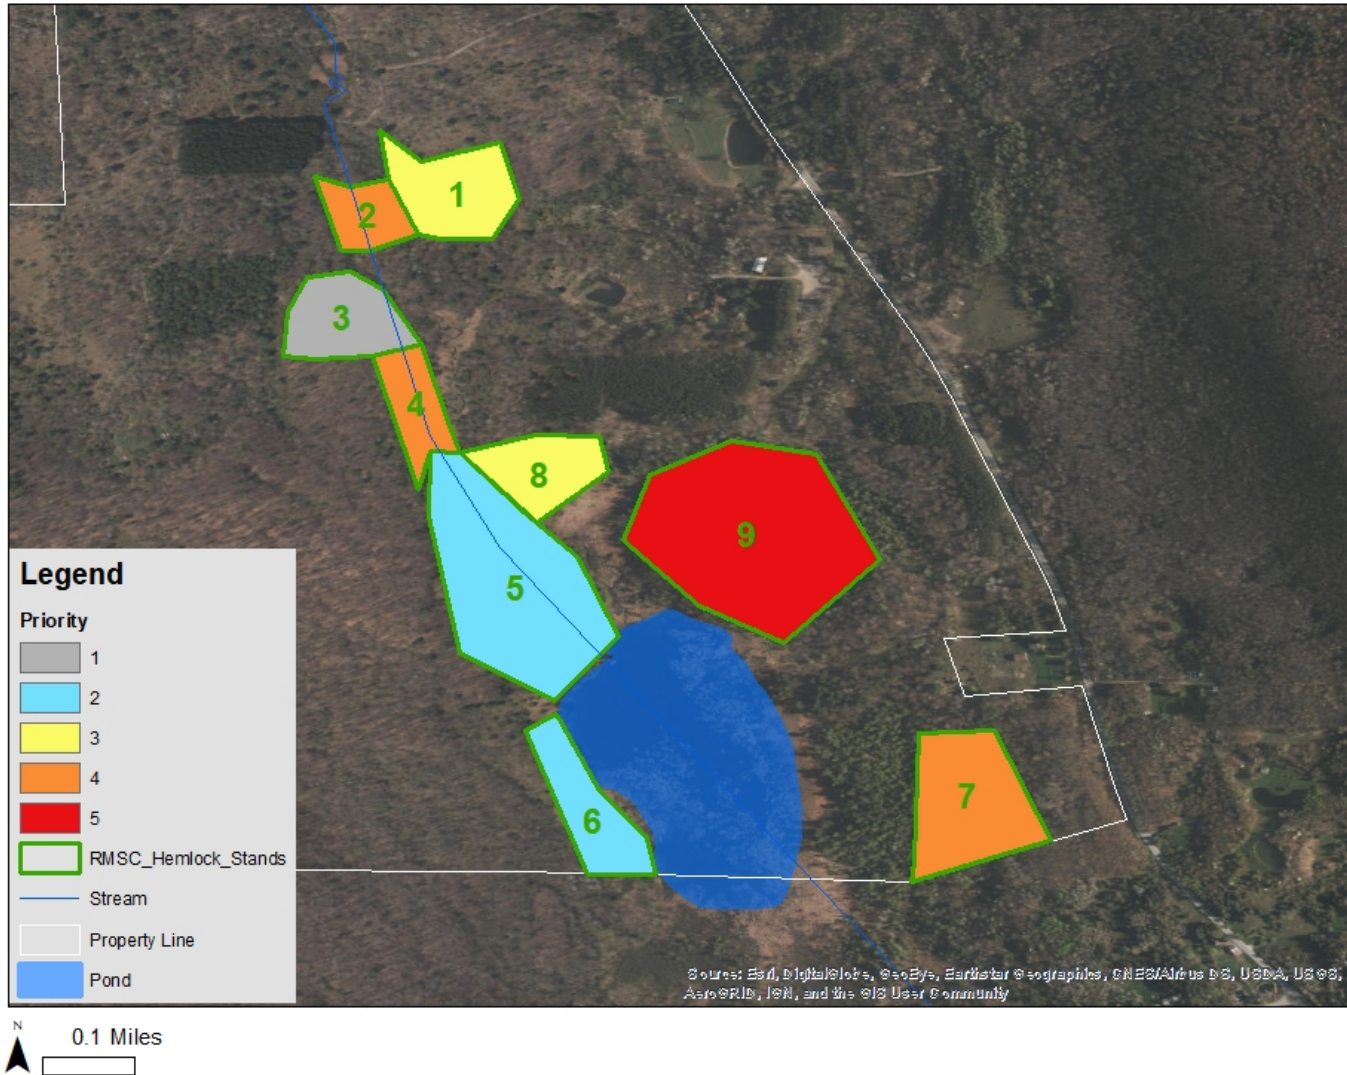 1
2
3
4
8
9
5
7
6
Legend
Priority
1
2
3
4
5
RMSC_Hemlock_Stands
Stream
Property Line
Pond
Source: Esri, DigitalGlobe, GeoEye, Earthstar Geographics, CNES/Airbus DS, USDA, USGS,
AeroGRID, IGN, and the GIS User Community
N
0.1 Miles